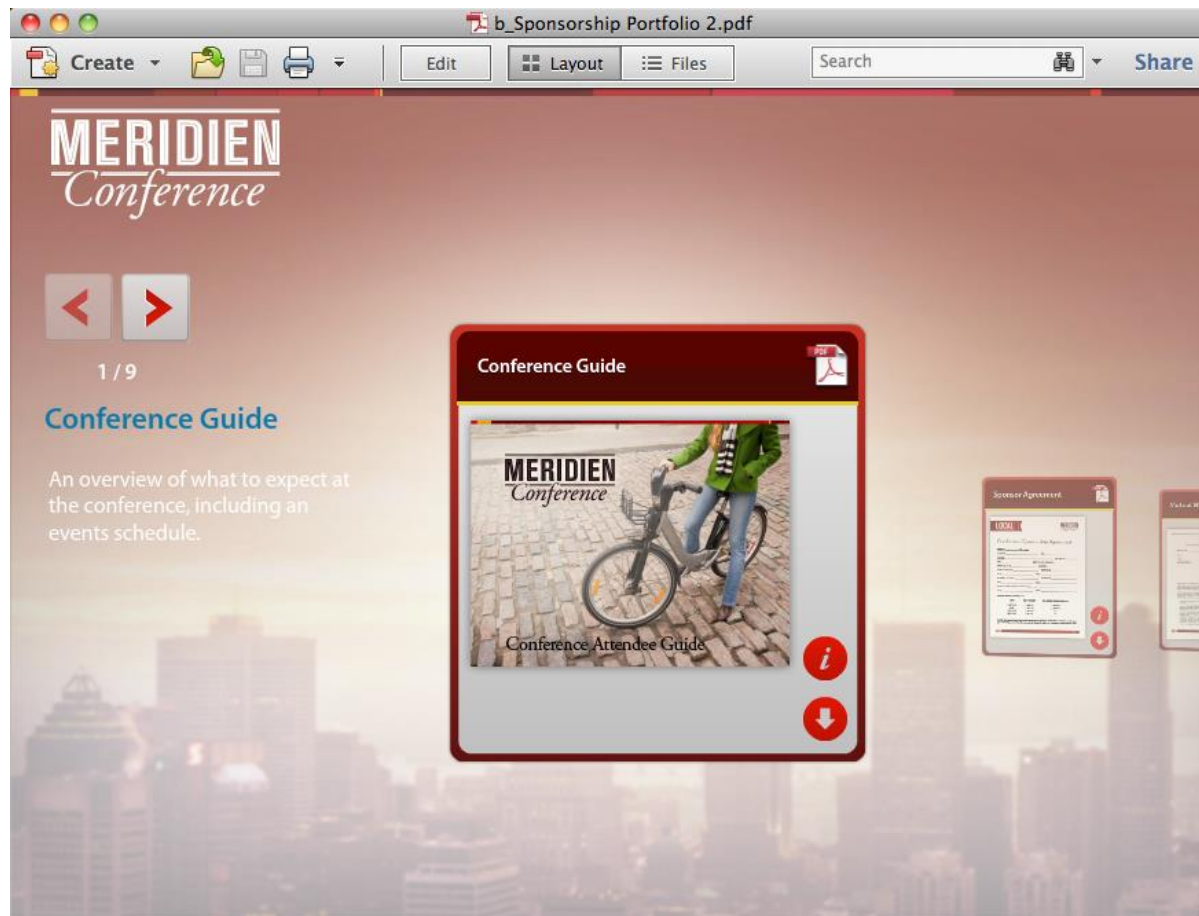 b_Sponsorship Portfolio 2.pdf
Create
Edit
Layout
Files
Search
Share
MERIDIEN
Conference
1 / 9
Conference Guide
An overview of what to expect at
the conference, including an
events schedule.
Conference Guide
PDF
MERIDIEN
Conference
Conference Attendee Guide
Sponsor Agreement
LOCAL
MERIDIEN